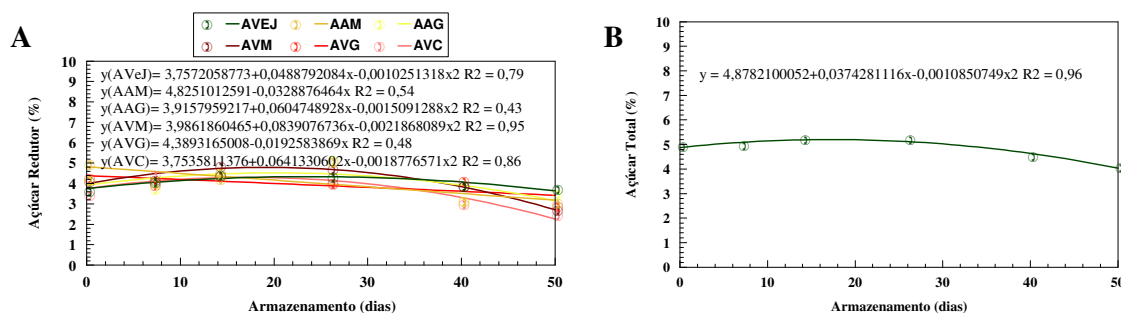 AVEJ AAM AAG
AVM AVG AVC
A
Açúcar Redutor (%)
10
9
8
7
6
5
4
3
2
1
0
y(AVeJ)= 3,7572058773+0,0488792084x-0,0010251318x2 R2 = 0,79
y(AAM)= 4,8251012591-0,0328876464x R2 = 0,54
y(AAG)= 3,9157959217+0,0604748928x-0,0015091288x2 R2 = 0,43
y(AVM)= 3,9861860465+0,0839076736x-0,0021868089x2 R2 = 0,95
y(AVG)= 4,3893165008-0,0192583869x R2 = 0,48
y(AVC)= 3,7535811376+0,0641330602x-0,0018776571x2 R2 = 0,86
0 10 20 30 40 50
Armazenamento (dias)
B
Açúcar Total (%)
10
9
8
7
6
5
4
3
2
1
0
y = 4,8782100052+0,0374281116x-0,0010850749x2 R2 = 0,96
0 10 20 30 40 50
Armazenamento (dias)